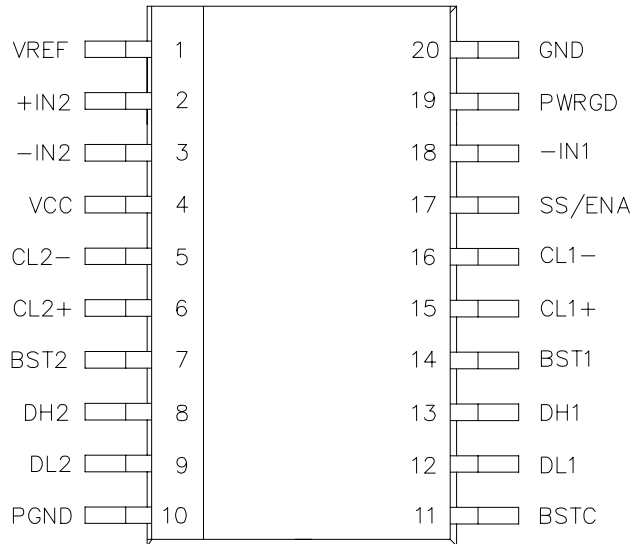 VREF 1 20 GND
+IN2 2 19 PWRGD
-IN2 3 18 -IN1
VCC 4 17 SS/ENA
CL2- 5 16 CL1-
CL2+ 6 15 CL1+
BST2 7 14 BST1
DH2 8 13 DH1
DL2 9 12 DL1
PGND 10 11 BSTC